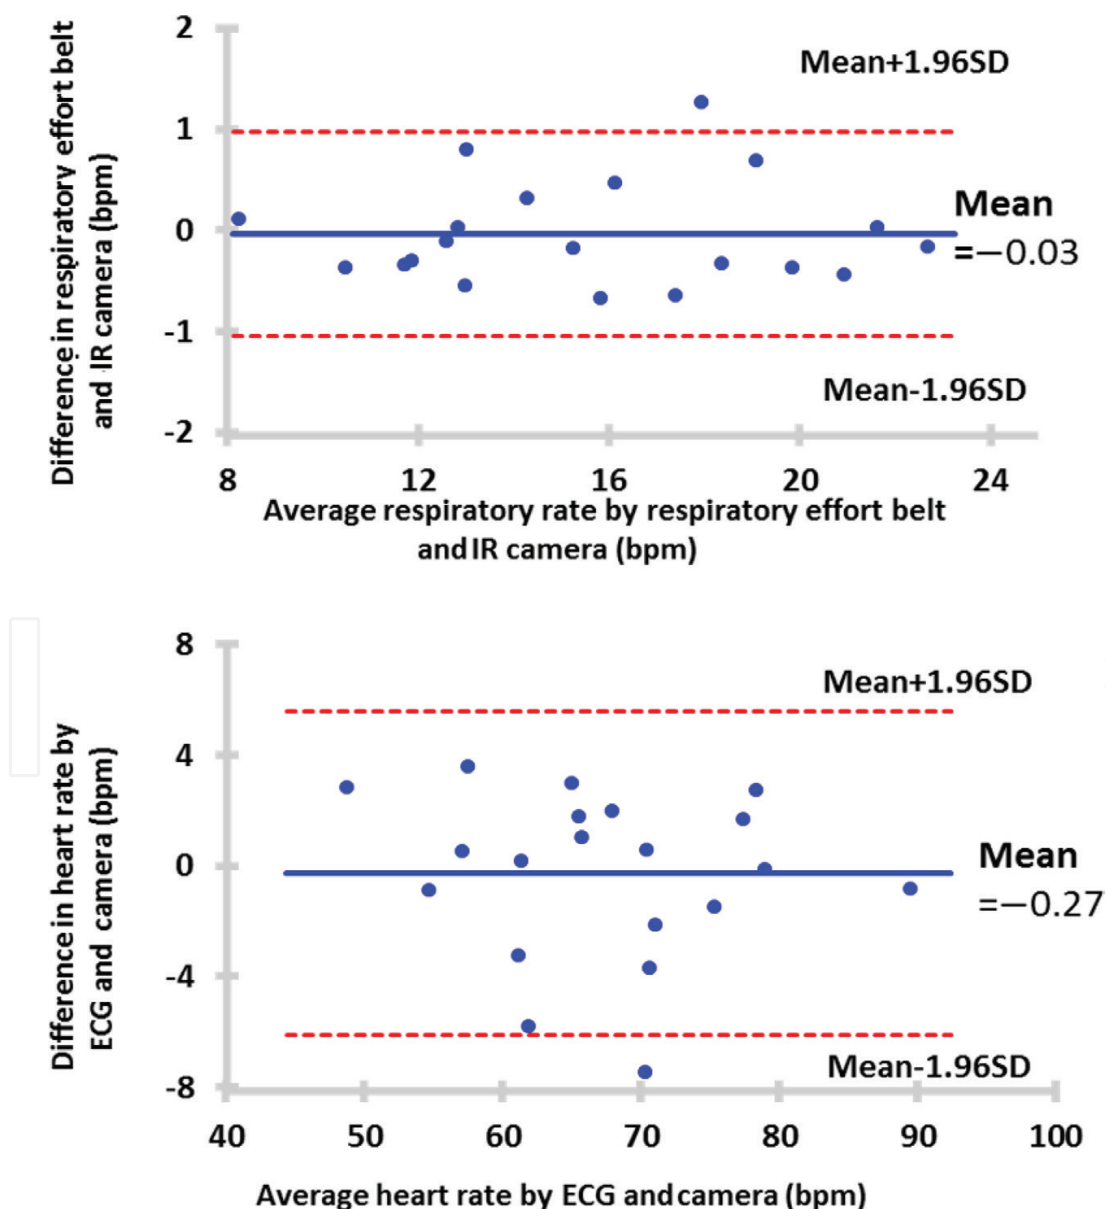 Difference in respiratory effort belt
and IR camera (bpm)
2
1
0
-1
-2
Mean+1.96SD
Mean
=−0.03
Mean-1.96SD
8 12 16 20 24
Average respiratory rate by respiratory effort belt
and IR camera (bpm)
Difference in heart rate by
ECG and camera (bpm)
8
4
0
-4
-8
Mean+1.96SD
Mean
=−0.27
Mean-1.96SD
40 50 60 70 80 90 100
Average heart rate by ECG and camera (bpm)